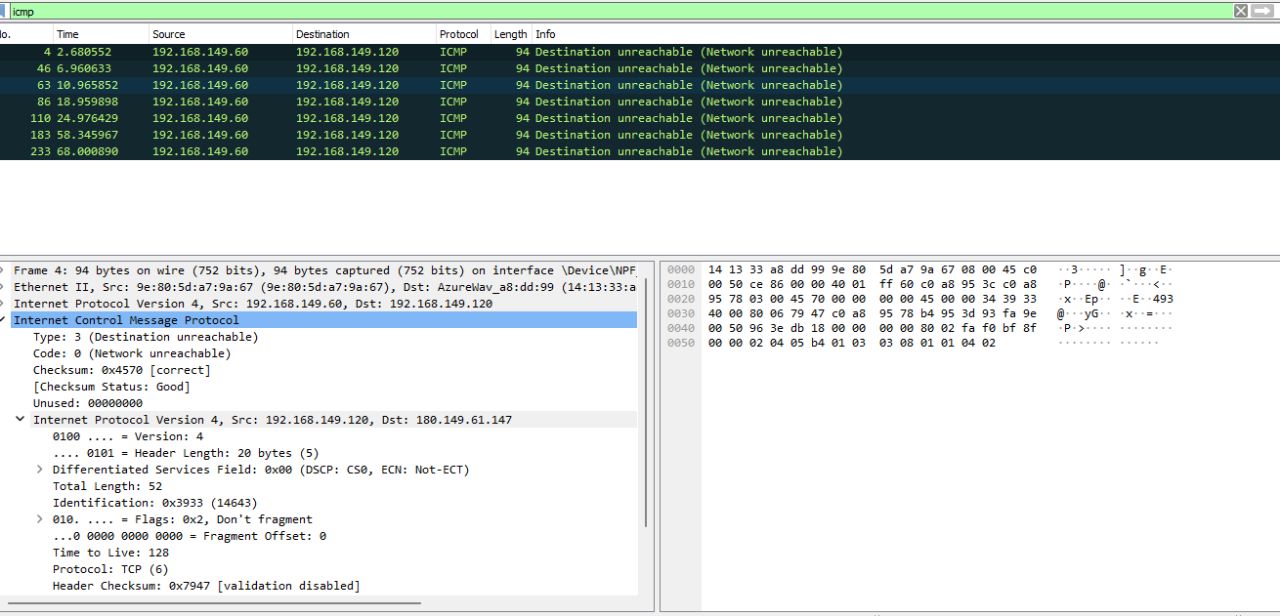 icmp
No. Time Source Destination Protocol Length Info
4 2.680552 192.168.149.60 192.168.149.120 ICMP 94 Destination unreachable (Network unreachable)
46 6.960633 192.168.149.60 192.168.149.120 ICMP 94 Destination unreachable (Network unreachable)
63 10.965852 192.168.149.60 192.168.149.120 ICMP 94 Destination unreachable (Network unreachable)
86 18.959898 192.168.149.60 192.168.149.120 ICMP 94 Destination unreachable (Network unreachable)
110 24.976429 192.168.149.60 192.168.149.120 ICMP 94 Destination unreachable (Network unreachable)
183 58.345967 192.168.149.60 192.168.149.120 ICMP 94 Destination unreachable (Network unreachable)
233 68.000890 192.168.149.60 192.168.149.120 ICMP 94 Destination unreachable (Network unreachable)
Frame 4: 94 bytes on wire (752 bits), 94 bytes captured (752 bits) on interface \Device\NPF_
Ethernet II, Src: 9e:80:5d:a7:9a:67 (9e:80:5d:a7:9a:67), Dst: AzureWav_a8:dd:99 (14:13:33:a
Internet Protocol Version 4, Src: 192.168.149.60, Dst: 192.168.149.120
Internet Control Message Protocol
Type: 3 (Destination unreachable)
Code: 0 (Network unreachable)
Checksum: 0x4570 [correct]
[Checksum Status: Good]
Unused: 00000000
Internet Protocol Version 4, Src: 192.168.149.120, Dst: 180.149.61.147
0100 .... = Version: 4
.... 0101 = Header Length: 20 bytes (5)
Differentiated Services Field: 0x00 (DSCP: CS0, ECN: Not-ECT)
Total Length: 52
Identification: 0x3933 (14643)
010. .... = Flags: 0x2, Don't fragment
...0 0000 0000 0000 = Fragment Offset: 0
Time to Live: 128
Protocol: TCP (6)
Header Checksum: 0x7947 [validation disabled]
0000 14 13 33 a8 dd 99 9e 80 5d a7 9a 67 08 00 45 c0 ··3····· ]··g··E·
0010 00 50 ce 86 00 00 40 01 ff 60 c0 a8 95 3c c0 a8 ·P····@· ·`···<··
0020 95 78 03 00 45 70 00 00 00 00 45 00 00 34 39 33 ·x··Ep·· ··E··493
0030 40 00 80 06 79 47 c0 a8 95 78 b4 95 3d 93 fa 9e @···yG·· ·x··=···
0040 00 50 96 3e db 18 00 00 00 00 80 02 fa f0 bf 8f ·P·>···· ········
0050 00 00 02 04 05 b4 01 03 03 08 01 01 04 02 ········ ······